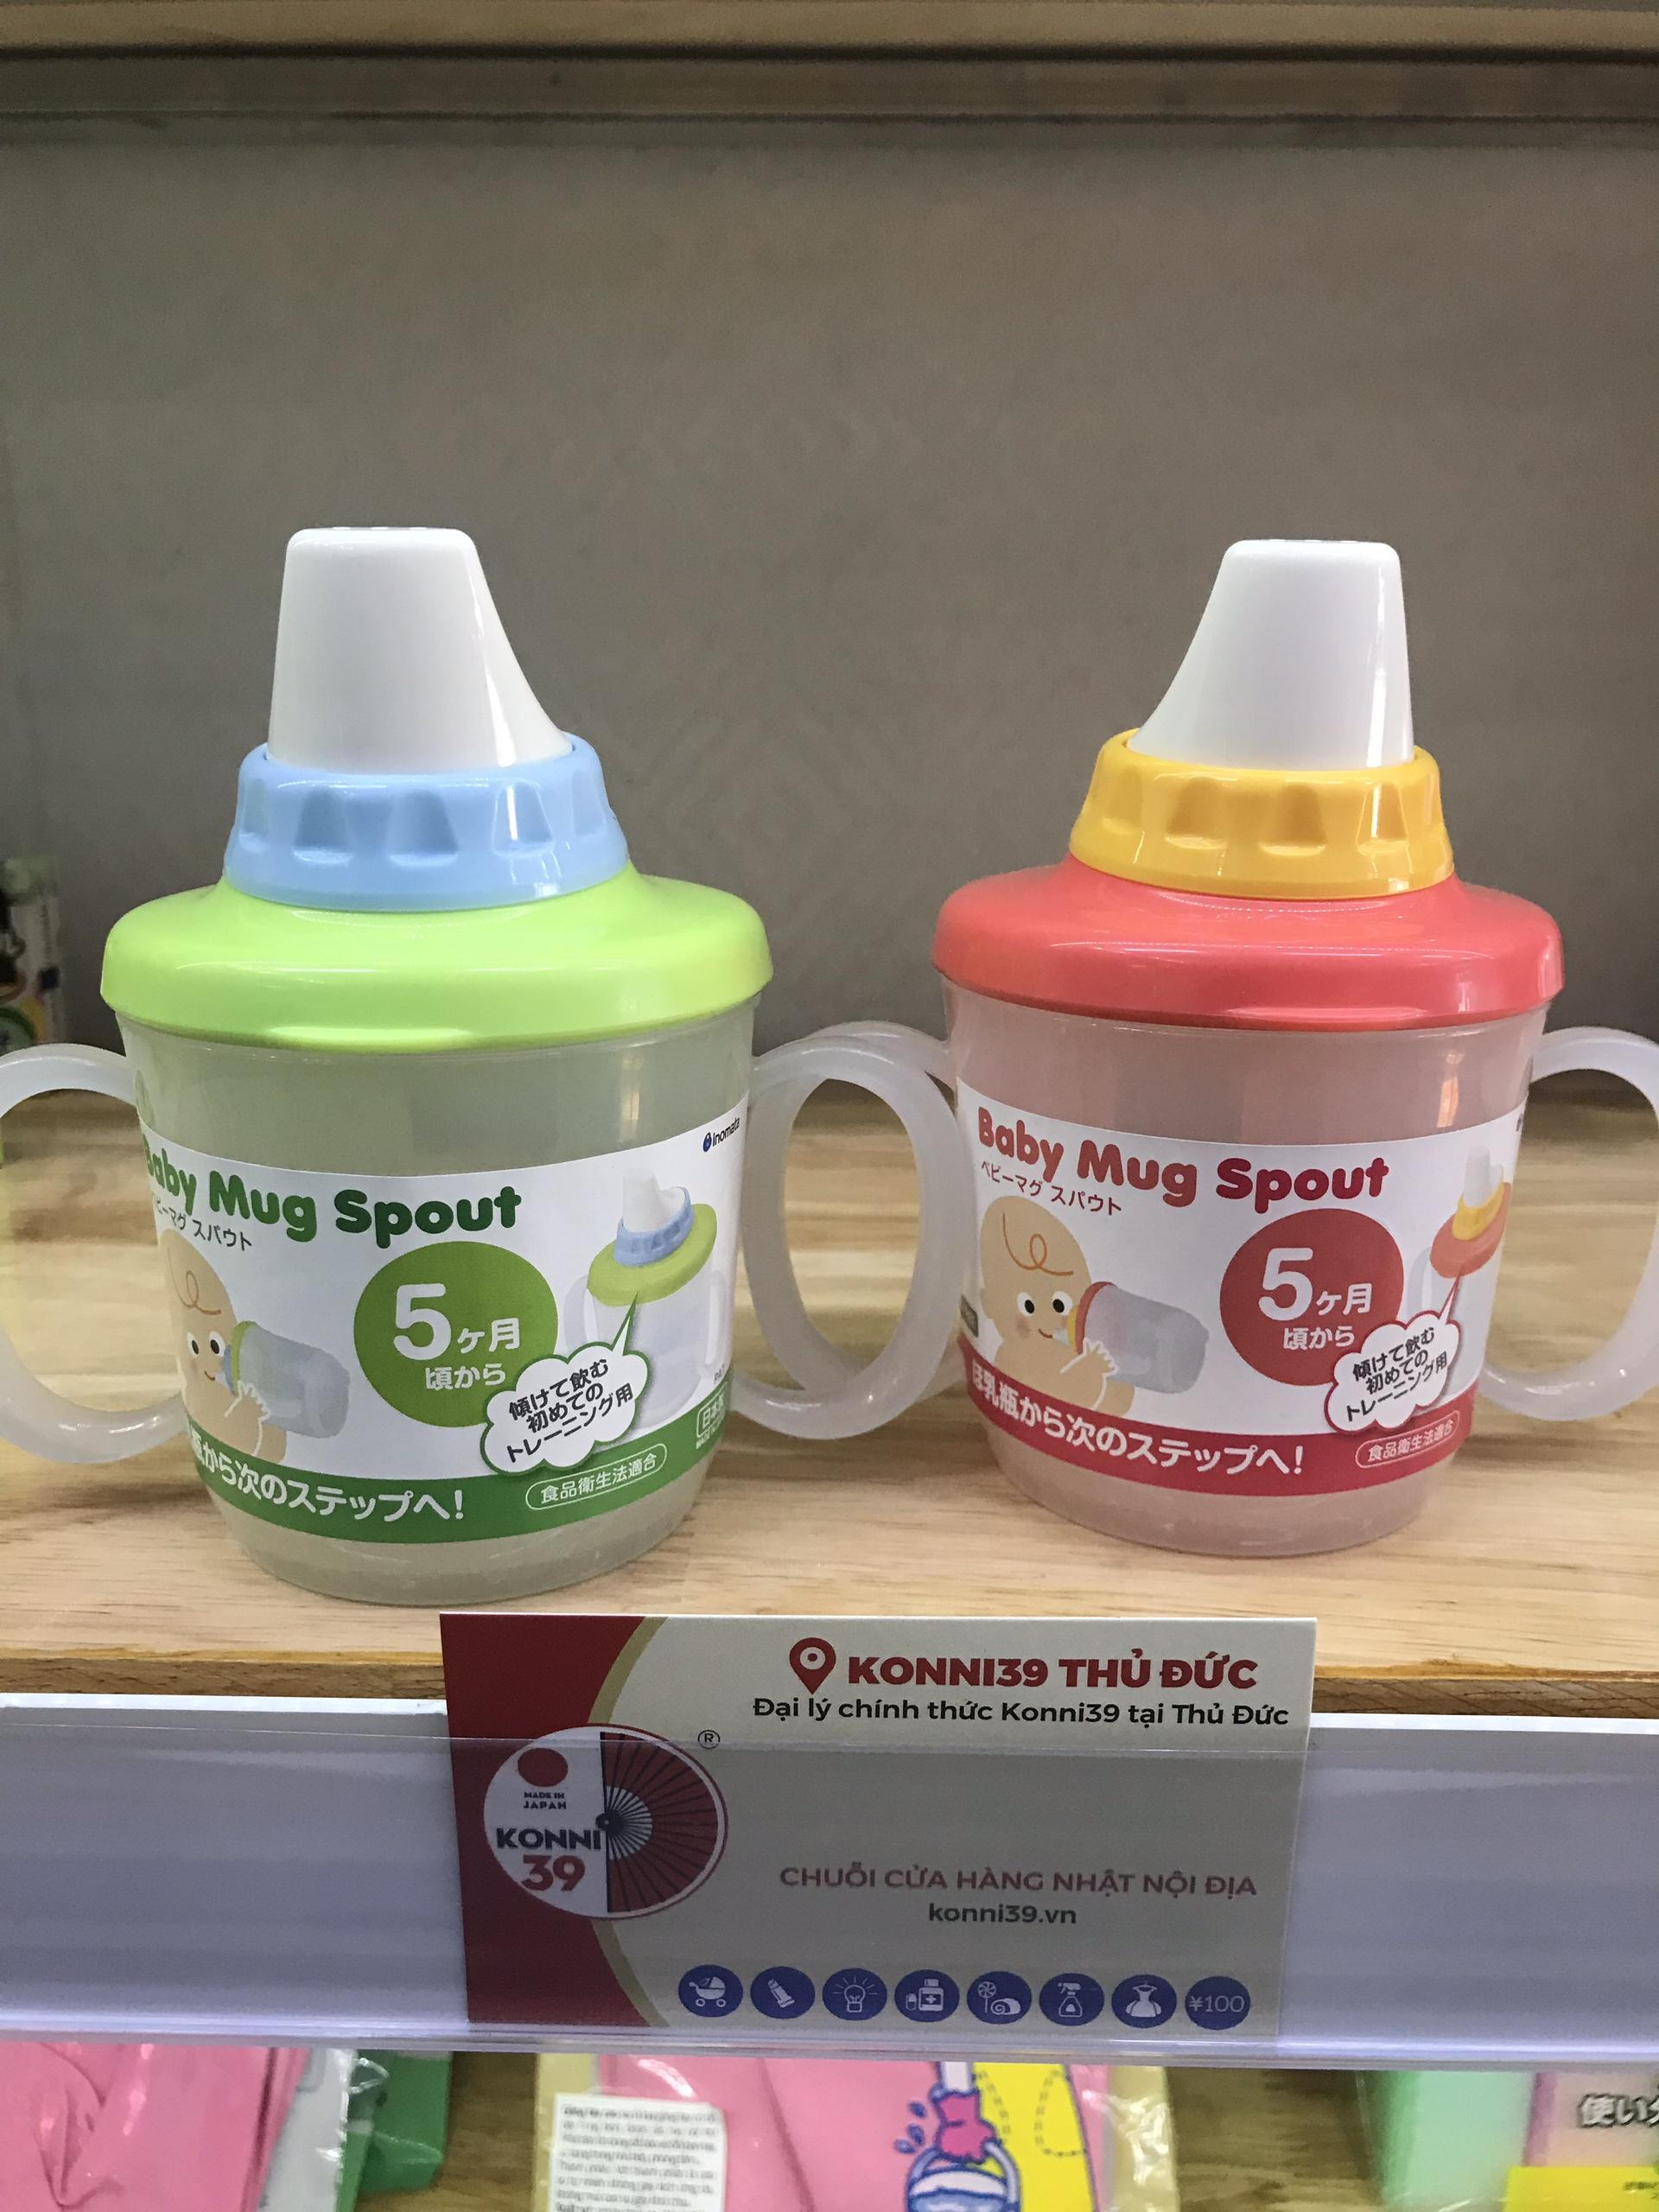 inomata
Baby Mug Spout
ビーマグ スパウト
5ヶ月
頃から
傾けて飲む
初めての
トレーニング用
瓶から次のステップへ!
食品衛生法適合
Baby Mug Spout
ベビーマグ スパウト
5ヶ月
頃から
傾けて飲む
初めての
トレーニング用
乳瓶から次のステップへ!
食品衛生法適合
KONNI39 THỦ ĐỨC
Đại lý chính thức Konni39 tại Thủ Đức
®
MADE IN
JAPAN
KONNI
39
CHUỖI CỬA HÀNG NHẬT NỘI ĐỊA
konni39.vn
¥100
使い